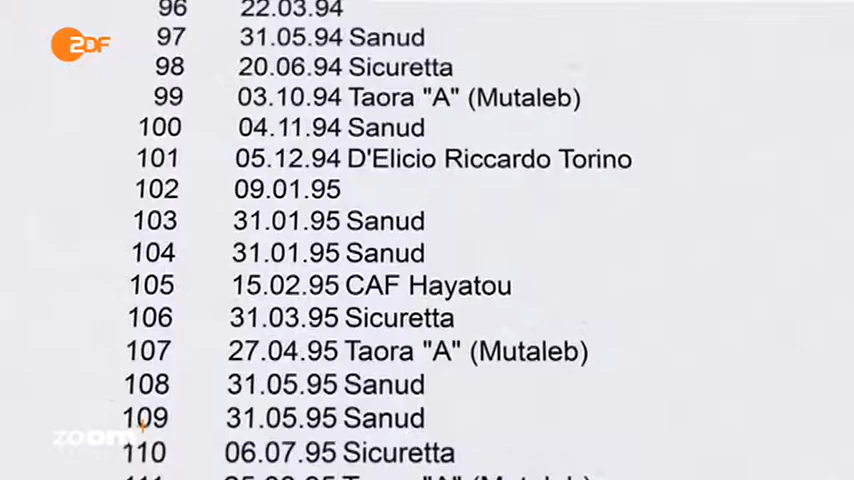 96 22.03.94
ZDF
97 31.05.94 Sanud
98 20.06.94 Sicuretta
99 03.10.94 Taora "A" (Mutaleb)
100 04.11.94 Sanud
101 05.12.94 D'Elicio Riccardo Torino
102 09.01.95
103 31.01.95 Sanud
104 31.01.95 Sanud
105 15.02.95 CAF Hayatou
106 31.03.95 Sicuretta
107 27.04.95 Taora "A" (Mutaleb)
108 31.05.95 Sanud
109 31.05.95 Sanud
zoom
110 06.07.95 Sicuretta